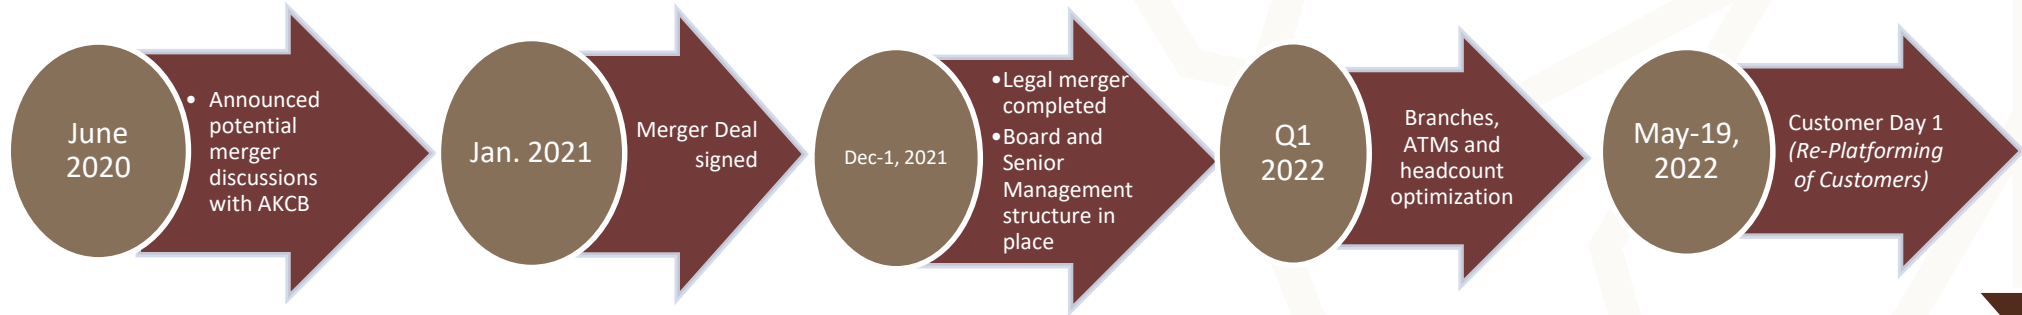 June
2020
• Announced
potential
merger
discussions
with AKCB
Jan. 2021
Merger Deal
signed
Dec-1, 2021
•Legal merger
completed
•Board and
Senior
Management
structure in
place
Q1
2022
Branches,
ATMs and
headcount
optimization
May-19,
2022
Customer Day 1
(Re-Platforming
of Customers)